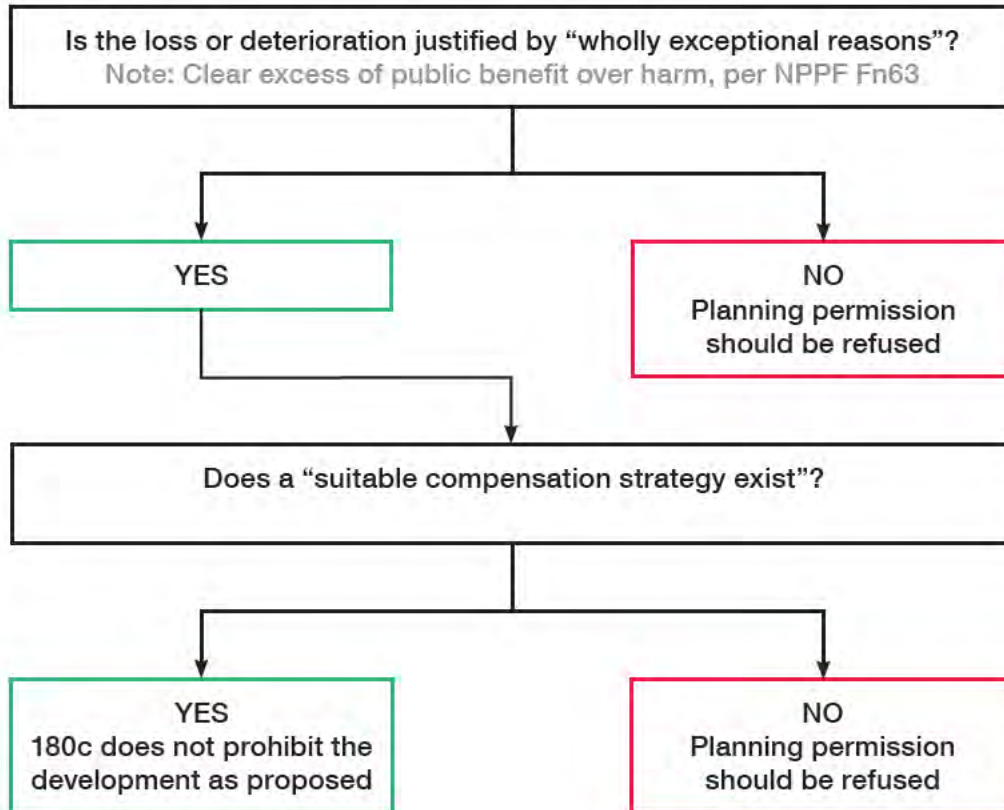 Is the loss or deterioration justified by “wholly exceptional reasons”?
Note: Clear excess of public benefit over harm, per NPPF Fn63
YES
NO
Planning permission
should be refused
Does a “suitable compensation strategy exist”?
YES
180c does not prohibit the
development as proposed
NO
Planning permission
should be refused